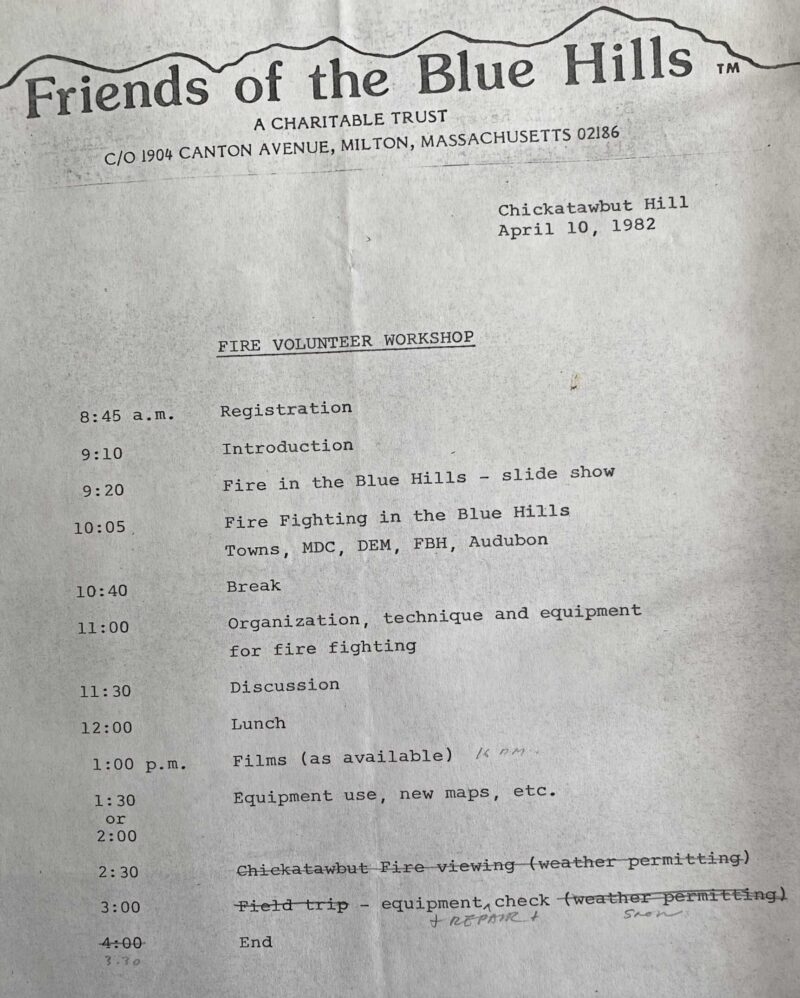 Friends of the Blue Hills ™
A CHARITABLE TRUST
C/O 1904 CANTON AVENUE, MILTON, MASSACHUSETTS 02186
Chickatawbut Hill
April 10, 1982
FIRE VOLUNTEER WORKSHOP
8:45 a.m. Registration
9:10 Introduction
9:20 Fire in the Blue Hills - slide show
10:05 Fire Fighting in the Blue Hills
Towns, MDC, DEM, FBH, Audubon
10:40 Break
11:00 Organization, technique and equipment
for fire fighting
11:30 Discussion
12:00 Lunch
1:00 p.m. Films (as available) 16 mm.
1:30 Equipment use, new maps, etc.
or
2:00
2:30 Chickatawbut Fire viewing (weather permitting)
3:00 Field trip - equipment check (weather permitting)
+ REPAIR + Snow
4:00 End
3.30